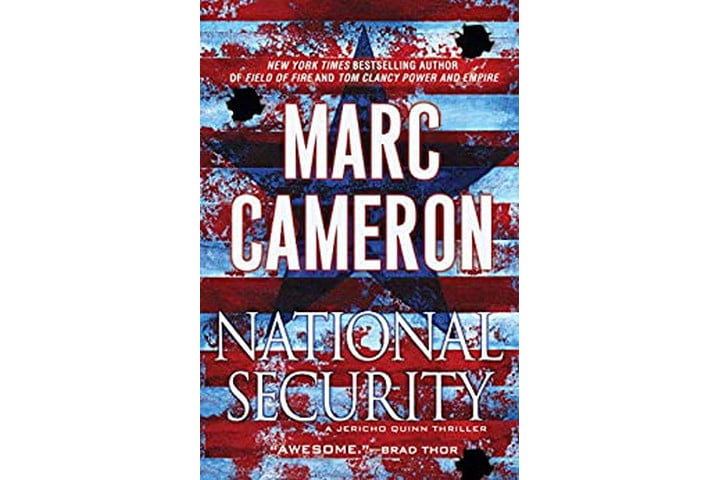 NEW YORK TIMES BESTSELLING AUTHOR
OF FIELD OF FIRE AND TOM CLANCY POWER AND EMPIRE
MARC
CAMERON
NATIONAL
SECURITY
A JERICHO QUINN THRILLER
"AWESOME."—BRAD THOR